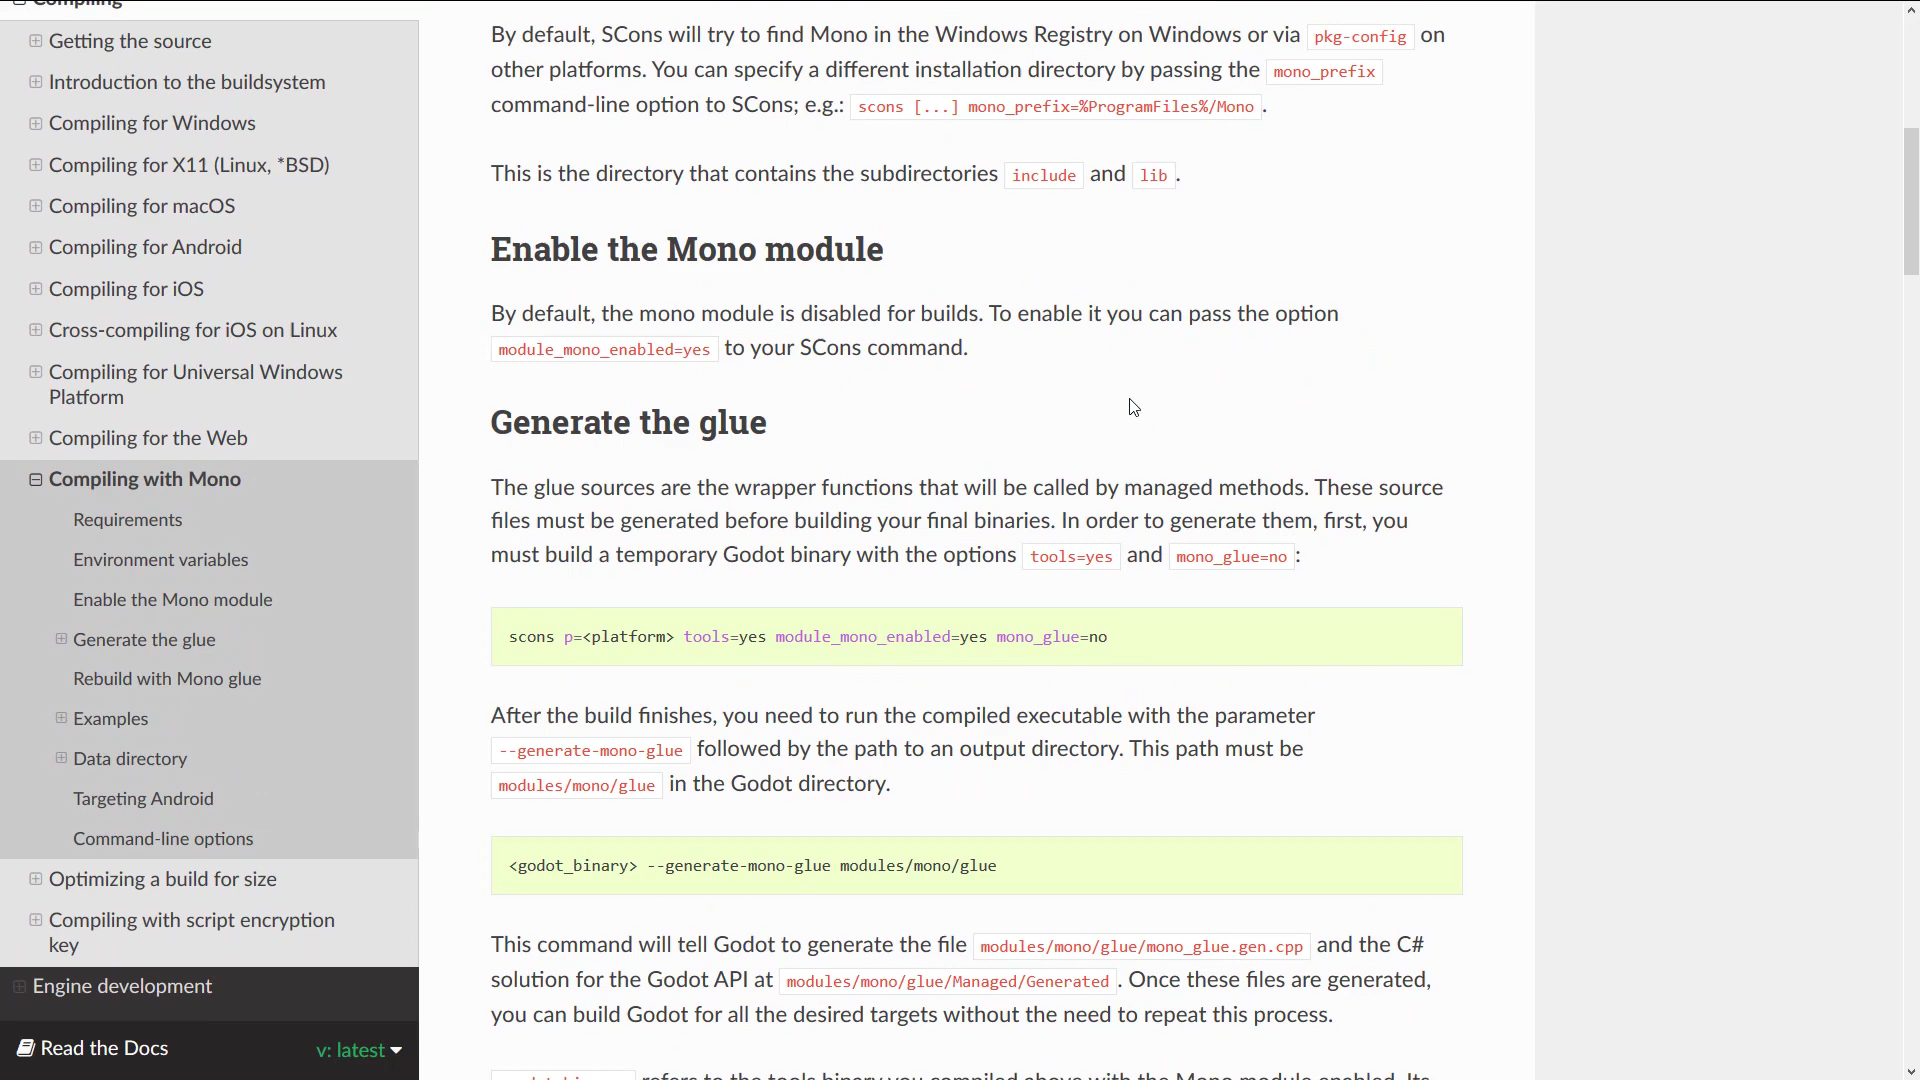 Compiling
Getting the source
Introduction to the buildsystem
Compiling for Windows
Compiling for X11 (Linux, *BSD)
Compiling for macOS
Compiling for Android
Compiling for iOS
Cross-compiling for iOS on Linux
Compiling for Universal Windows
Platform
Compiling for the Web
Compiling with Mono
Requirements
Environment variables
Enable the Mono module
Generate the glue
Rebuild with Mono glue
Examples
Data directory
Targeting Android
Command-line options
Optimizing a build for size
Compiling with script encryption
key
Engine development
Read the Docs
v: latest
By default, SCons will try to find Mono in the Windows Registry on Windows or via pkg-config on
other platforms. You can specify a different installation directory by passing the mono_prefix
command-line option to SCons; e.g.: scons [...] mono_prefix=%ProgramFiles%/Mono .
This is the directory that contains the subdirectories include and lib .
Enable the Mono module
By default, the mono module is disabled for builds. To enable it you can pass the option
module_mono_enabled=yes to your SCons command.
Generate the glue
The glue sources are the wrapper functions that will be called by managed methods. These source
files must be generated before building your final binaries. In order to generate them, first, you
must build a temporary Godot binary with the options tools=yes and mono_glue=no :
scons p=<platform> tools=yes module_mono_enabled=yes mono_glue=no
After the build finishes, you need to run the compiled executable with the parameter
--generate-mono-glue followed by the path to an output directory. This path must be
modules/mono/glue in the Godot directory.
<godot_binary> --generate-mono-glue modules/mono/glue
This command will tell Godot to generate the file modules/mono/glue/mono_glue.gen.cpp and the C#
solution for the Godot API at modules/mono/glue/Managed/Generated . Once these files are generated,
you can build Godot for all the desired targets without the need to repeat this process.
refers to the tools binary you compiled above with the Mono module enabled. Its